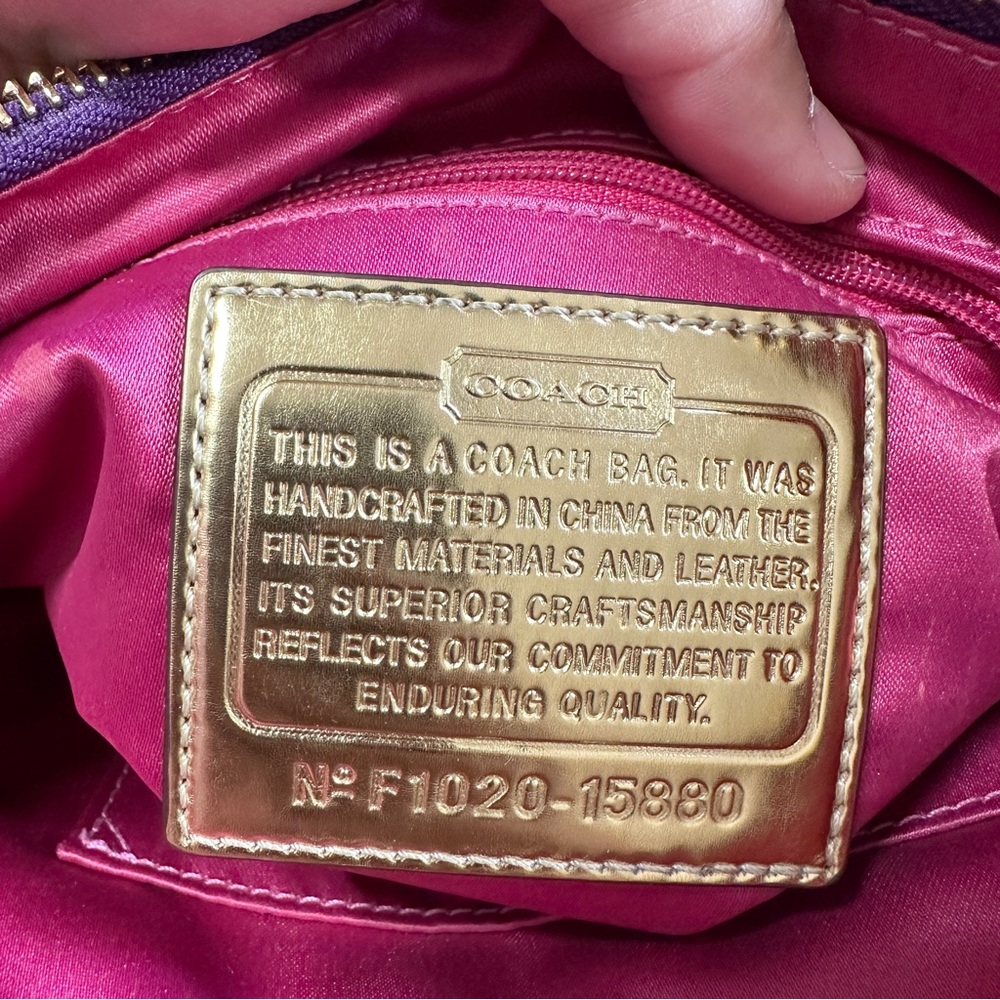 COACH
THIS IS A COACH BAG. IT WAS
HANDCRAFTED IN CHINA FROM THE
FINEST MATERIALS AND LEATHER.
ITS SUPERIOR CRAFTSMANSHIP
REFLECTS OUR COMMITMENT TO
ENDURING QUALITY.
Nº F1020-15880